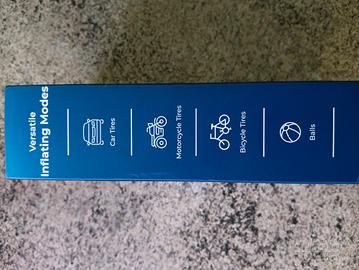 Versatile
Inflating Modes
Car Tires
Motorcycle Tires
Bicycle Tires
Balls